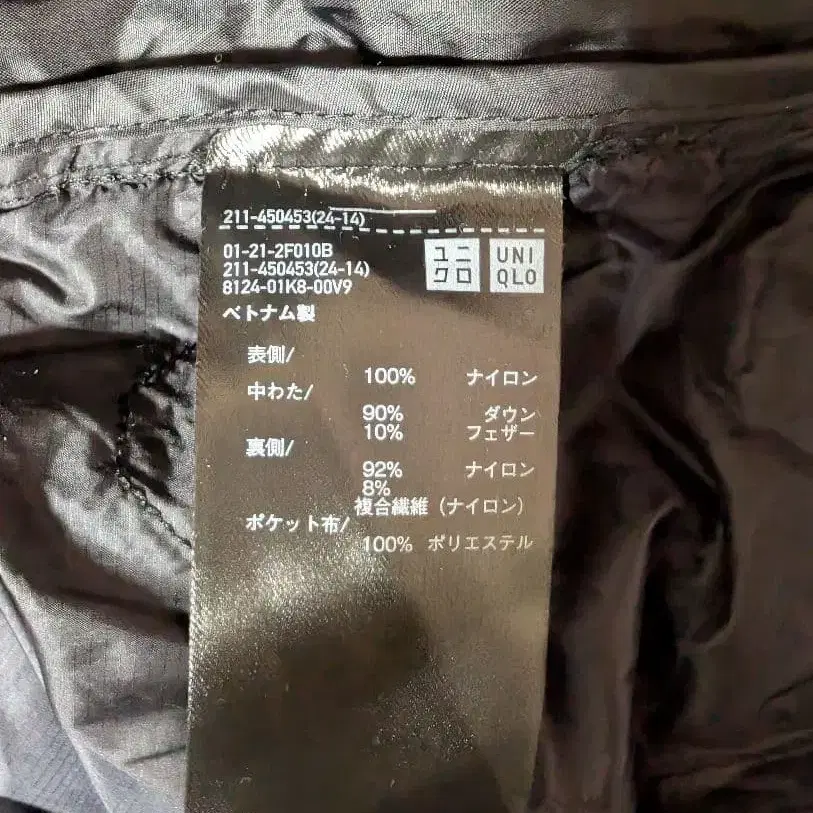 211-450453(24-14)
01-21-2F010B
211-450453(24-14)
8124-01K8-00V9
ユニクロ
UNIQLO
ベトナム製
表側/
100% ナイロン
中わた/
90% ダウン
10% フェザー
裏側/
92% ナイロン
8%
複合繊維（ナイロン）
ポケット布/
100% ポリエステル